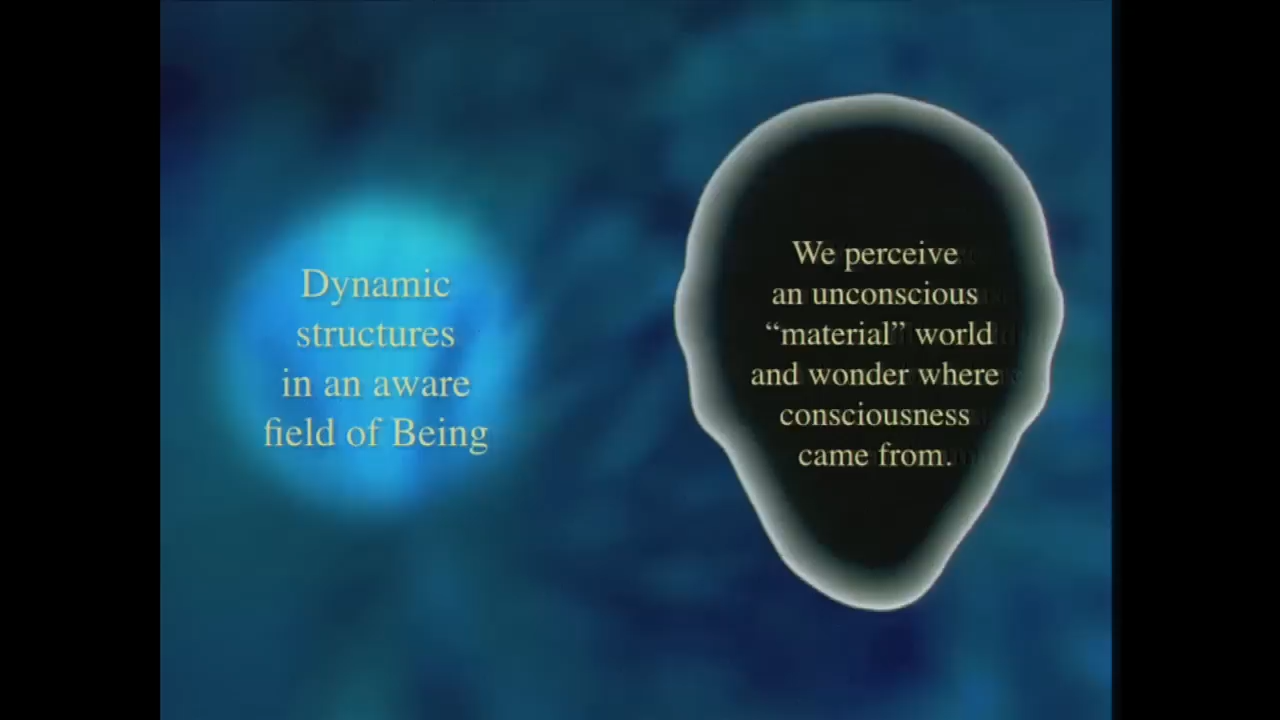 Dynamic
structures
in an aware
field of Being
We perceive
an unconscious
“material” world
and wonder where
consciousness
came from.